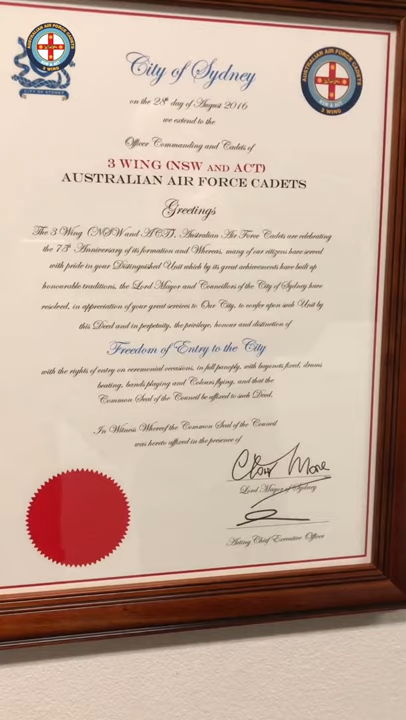 AUSTRALIAN AIR FORCE CADETS
3 WING
CITY OF SYDNEY
AUSTRALIAN AIR FORCE CADETS
NSW & ACT
3 WING
City of Sydney
on the 28th day of August 2016
we extend to the
Officer Commanding and Cadets of
3 WING (NSW AND ACT)
AUSTRALIAN AIR FORCE CADETS
Greetings
The 3 Wing (NSW and ACT), Australian Air Force Cadets are celebrating
the 75th Anniversary of its formation and Whereas, many of our citizens have served
with pride in your Distinguished Unit which by its great achievements have built up
honourable traditions, the Lord Mayor and Councillors of the City of Sydney have
resolved, in appreciation of your great services to Our City, to confer upon such Unit by
this Deed and in perpetuity, the privilege, honour and distinction of
Freedom of Entry to the City
with the rights of entry on ceremonial occasions, in full panoply, with bayonets fixed, drums
beating, bands playing and Colours flying, and that the
Common Seal of the Council be affixed to such Deed.
In Witness Whereof the Common Seal of the Council
was hereto affixed in the presence of
Clover Moore
Lord Mayor of Sydney
Acting Chief Executive Officer